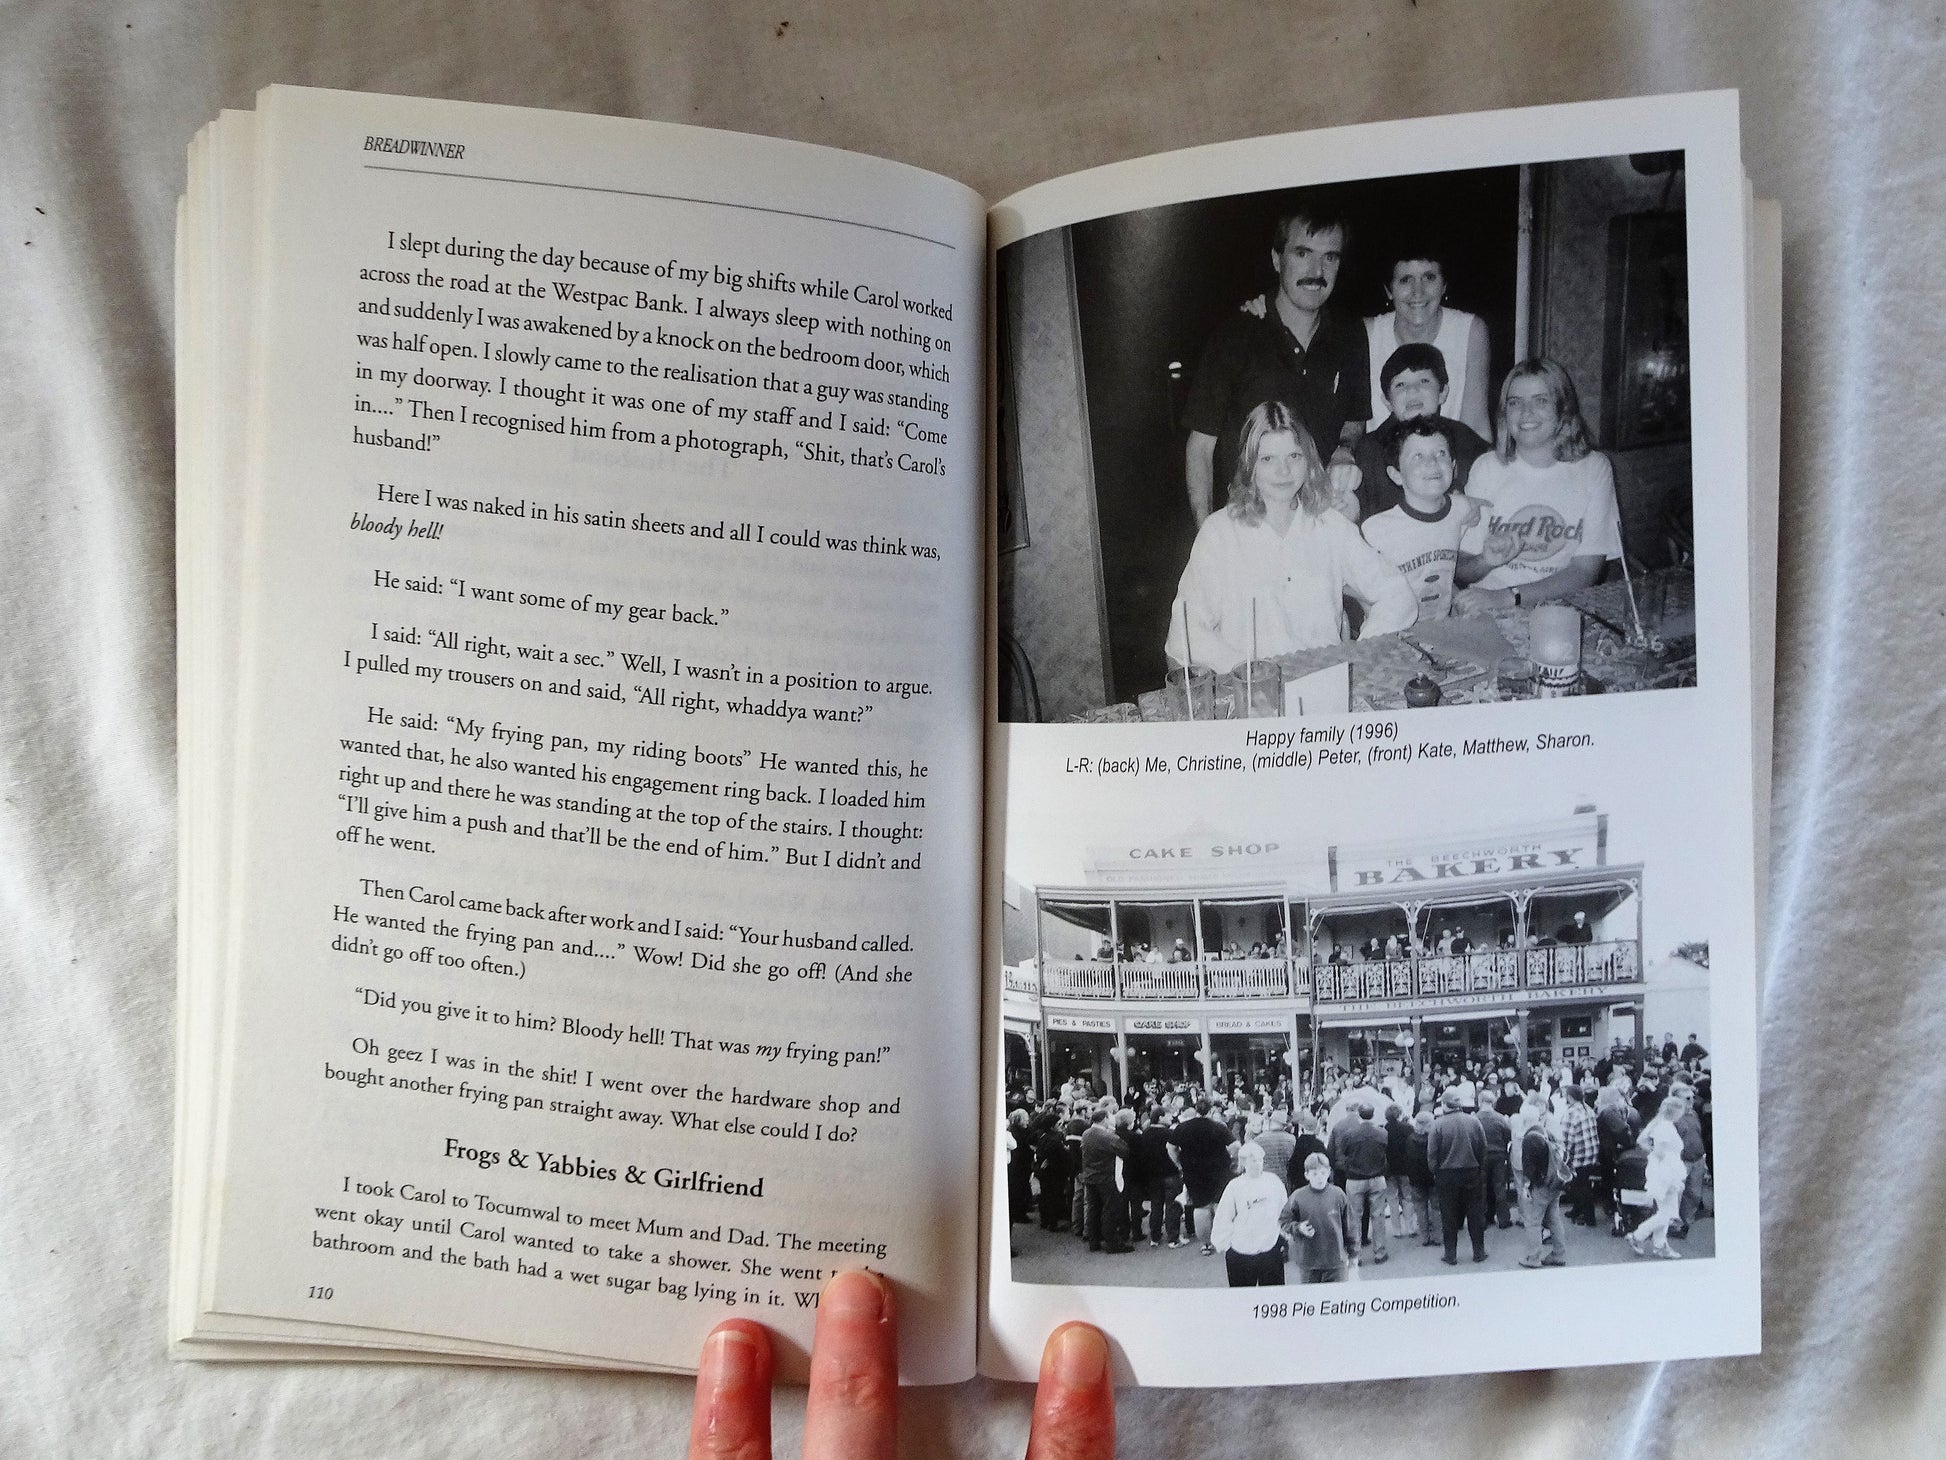 BREADWINNER
I slept during the day because of my big shifts while Carol worked
across the road at the Westpac Bank. I always sleep with nothing on
and suddenly I was awakened by a knock on the bedroom door, which
was half open. I slowly came to the realisation that a guy was standing
in my doorway. I thought it was one of my staff and I said: “Come
in....” Then I recognised him from a photograph, “Shit, that’s Carol’s
husband!”
Here I was naked in his satin sheets and all I could was think was,
bloody hell!
He said: “I want some of my gear back.”
I said: “All right, wait a sec.” Well, I wasn’t in a position to argue.
I pulled my trousers on and said, “All right, whaddya want?”
He said: “My frying pan, my riding boots” He wanted this, he
wanted that, he also wanted his engagement ring back. I loaded him
right up and there he was standing at the top of the stairs. I thought:
“I’ll give him a push and that’ll be the end of him.” But I didn’t and
off he went.
Then Carol came back after work and I said: “Your husband called.
He wanted the frying pan and....” Wow! Did she go off! (And she
didn’t go off too often.)
“Did you give it to him? Bloody hell! That was my frying pan!”
Oh geez I was in the shit! I went over the hardware shop and
bought another frying pan straight away. What else could I do?
Frogs & Yabbies & Girlfriend
I took Carol to Tocumwal to meet Mum and Dad. The meeting
went okay until Carol wanted to take a shower. She went
bathroom and the bath had a wet sugar bag lying in it.
110
Hard Rock
Happy family (1996)
L-R: (back) Me, Christine, (middle) Peter, (front) Kate, Matthew, Sharon.
CAKE SHOP
THE BEECHWORTH
BAKERY
THE BEECHWORTH BAKERY
PIES & PASTIES
CAKE SHOP
BREAD & CAKES
1998 Pie Eating Competition.